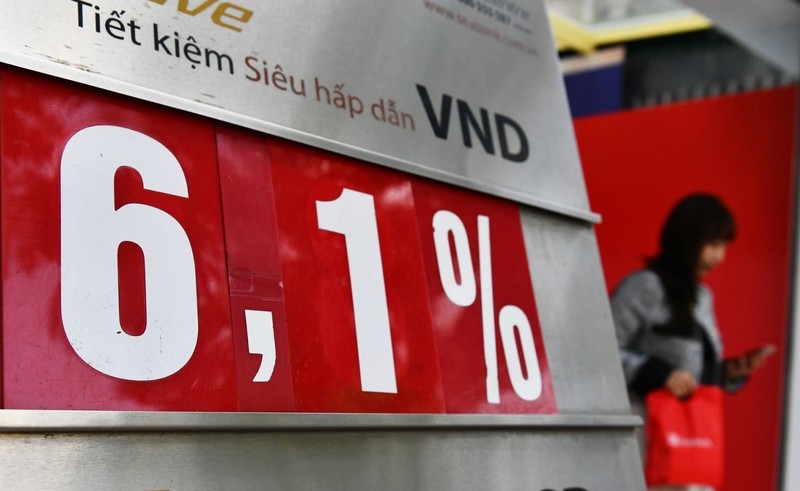 Tiết kiệm Siêu hấp dẫn VND
6,1%